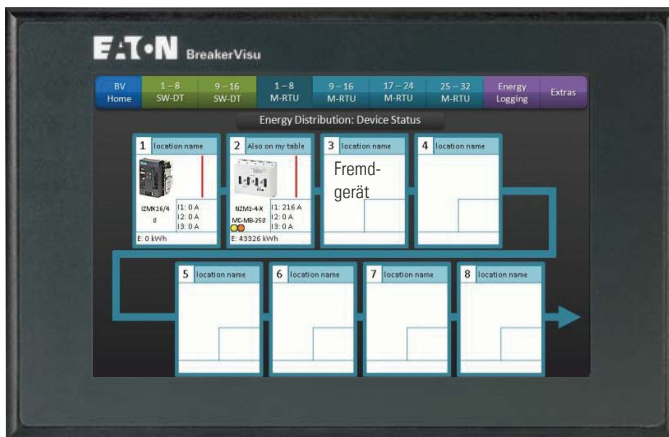 EATON BreakerVisu
BV Home
1 – 8 SW-DT
9 – 16 SW-DT
1 – 8 M-RTU
9 – 16 M-RTU
17 – 24 M-RTU
25 – 32 M-RTU
Energy Logging
Extras
Energy Distribution: Device Status
1 location name
IZMX16/4
0
I1: 0 A
I2: 0 A
I3: 0 A
E: 0 kWh
2 Also on my table
NZM2-4-X
MC-MB-250
I1: 216 A
I2: 0 A
I3: 0 A
E: 43326 kWh
3 location name
Fremd-
gerät
4 location name
5 location name
6 location name
7 location name
8 location name